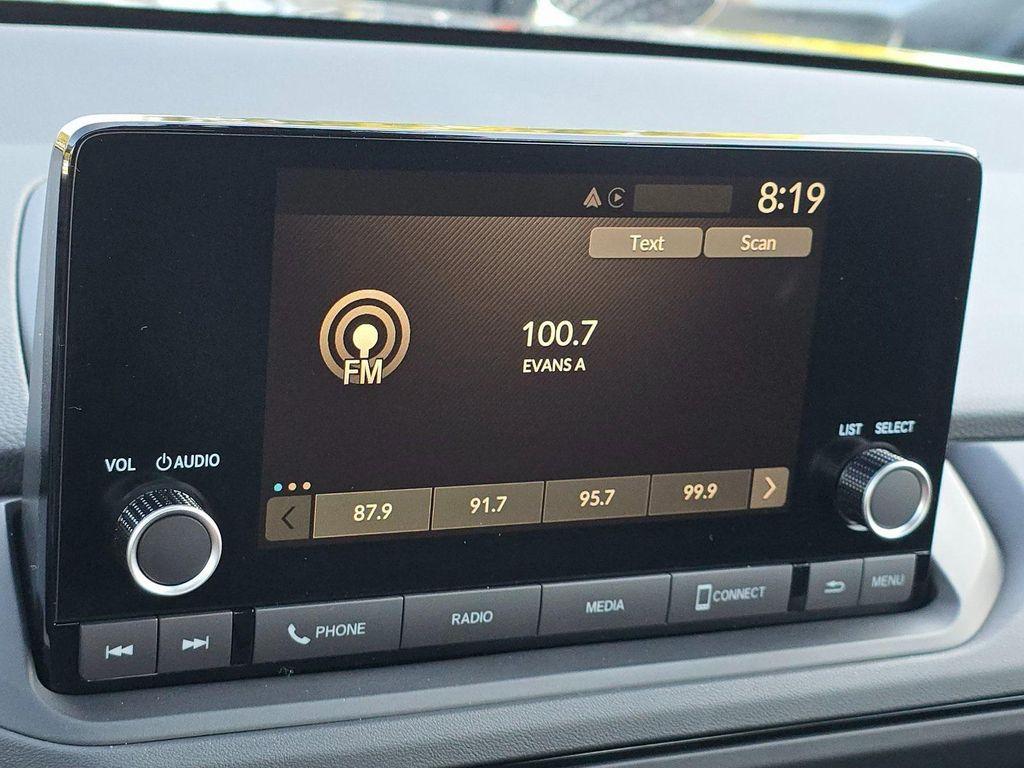 8:19
Text Scan
100.7
FM
EVANS A
LIST SELECT
VOL AUDIO
87.9 91.7 95.7 99.9
PHONE RADIO MEDIA CONNECT MENU